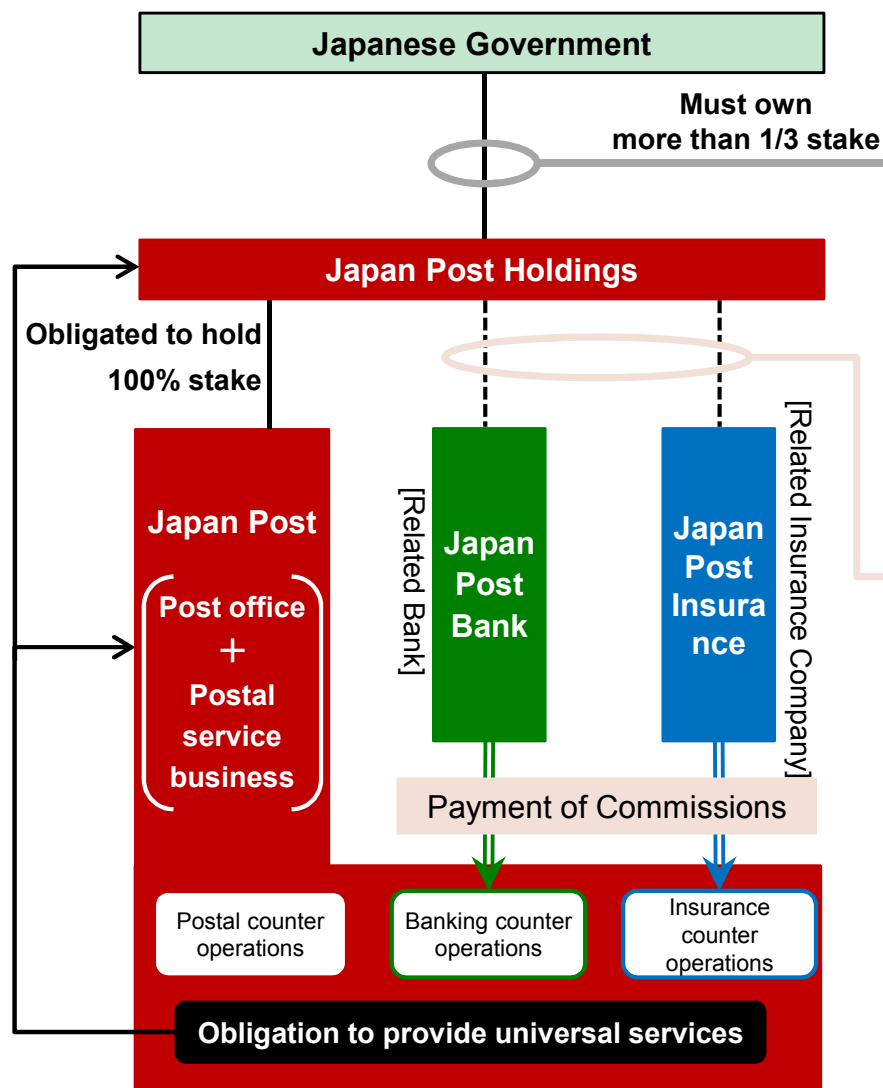 Japanese Government
Must own
more than 1/3 stake
Japan Post Holdings
Obligated to hold
100% stake
Japan Post
Post office
+
Postal
service
business
[Related Bank]
Japan
Post
Bank
Japan
Post
Insura
nce
[Related Insurance Company]
Payment of Commissions
Postal counter
operations
Banking counter
operations
Insurance
counter
operations
Obligation to provide universal services